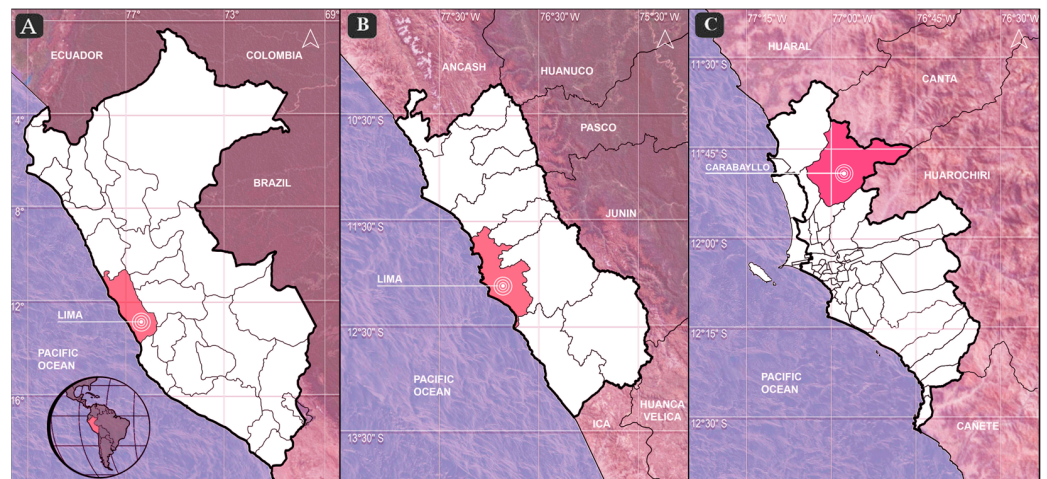 A
77°
73°
69°
ECUADOR
COLOMBIA
4°
BRAZIL
8°
12°
LIMA
PACIFIC
OCEAN
16°
B
77°30" W
76°30" W
75°30" W
ANCASH
HUANUCO
10°30" S
PASCO
JUNIN
11°30" S
LIMA
12°30" S
PACIFIC
OCEAN
HUANCA
VELICA
ICA
13°30" S
C
77°15" W
77°00" W
76°45" W
76°30" W
HUARAL
11°30" S
CANTA
11°45" S
CARABAYLLO
HUAROCHIRI
12°00" S
12°15" S
PACIFIC
OCEAN
12°30" S
CAÑETE